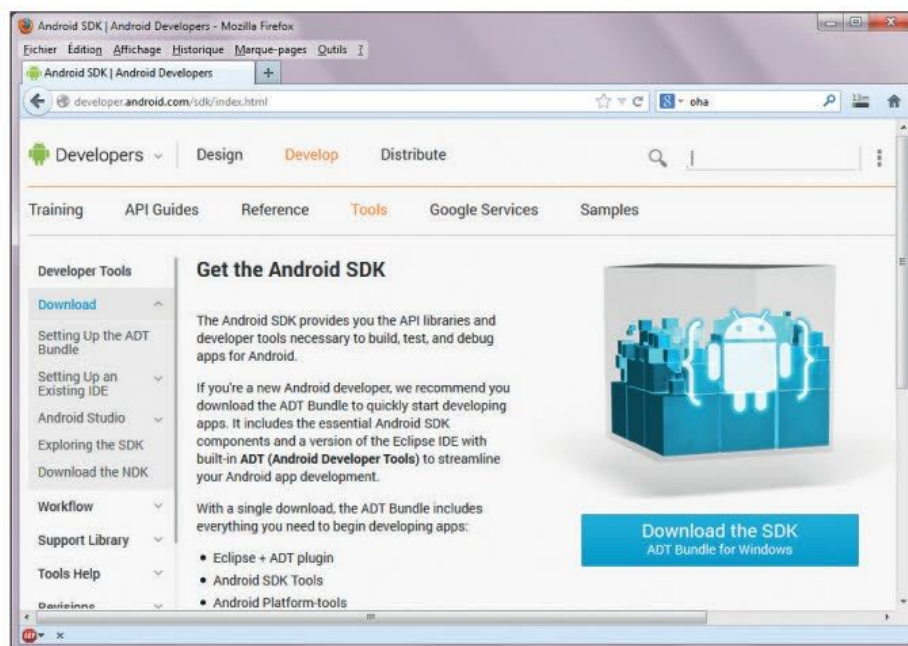 Android SDK | Android Developers - Mozilla Firefox
Fichier Édition Affichage Historique Marque-pages Outils ?
Android SDK | Android Developers
developer.android.com/sdk/index.html
oha
Developers Design Develop Distribute
Training API Guides Reference Tools Google Services Samples
Developer Tools
Download
Setting Up the ADT
Bundle
Setting Up an
Existing IDE
Android Studio
Exploring the SDK
Download the NDK
Workflow
Support Library
Tools Help
Revisions
Get the Android SDK
The Android SDK provides you the API libraries and
developer tools necessary to build, test, and debug
apps for Android.
If you're a new Android developer, we recommend you
download the ADT Bundle to quickly start developing
apps. It includes the essential Android SDK
components and a version of the Eclipse IDE with
built-in ADT (Android Developer Tools) to streamline
your Android app development.
With a single download, the ADT Bundle includes
everything you need to begin developing apps:
• Eclipse + ADT plugin
• Android SDK Tools
• Android Platform-tools
Download the SDK
ADT Bundle for Windows